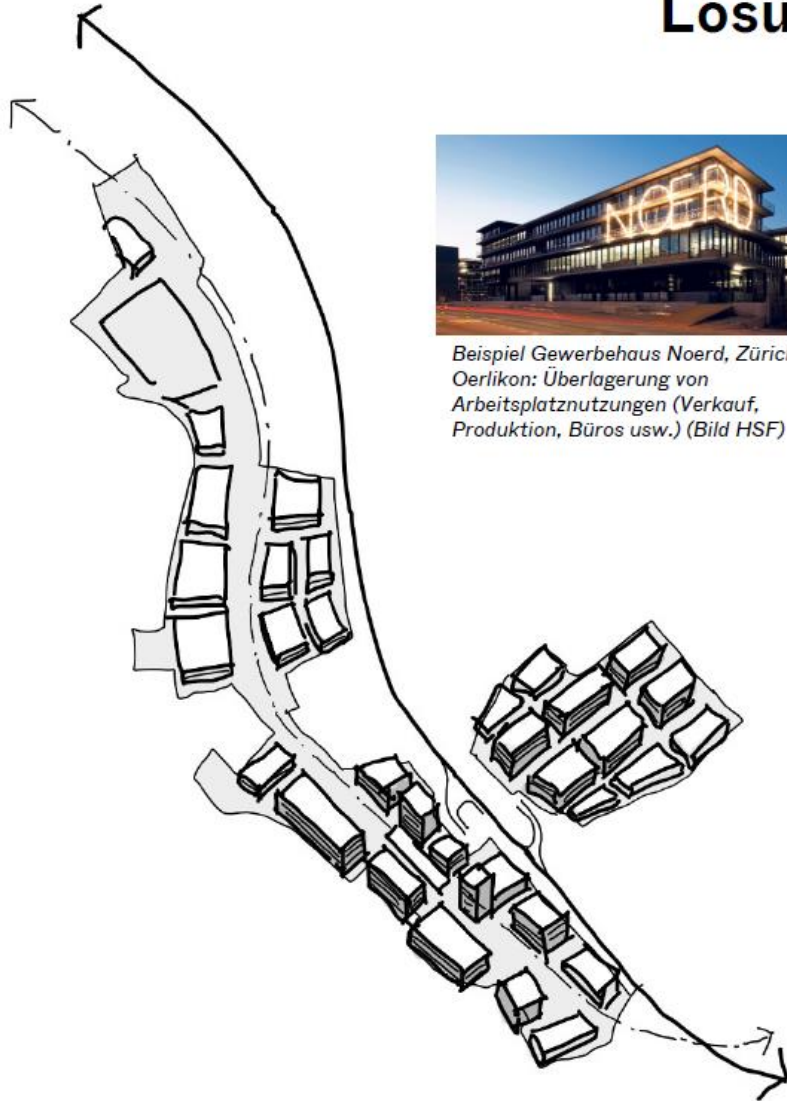 Losu
NOERD
Beispiel Gewerbehaus Noerd, Züric
Oerlikon: Überlagerung von
Arbeitsplatznutzungen (Verkauf,
Produktion, Büros usw.) (Bild HSF)